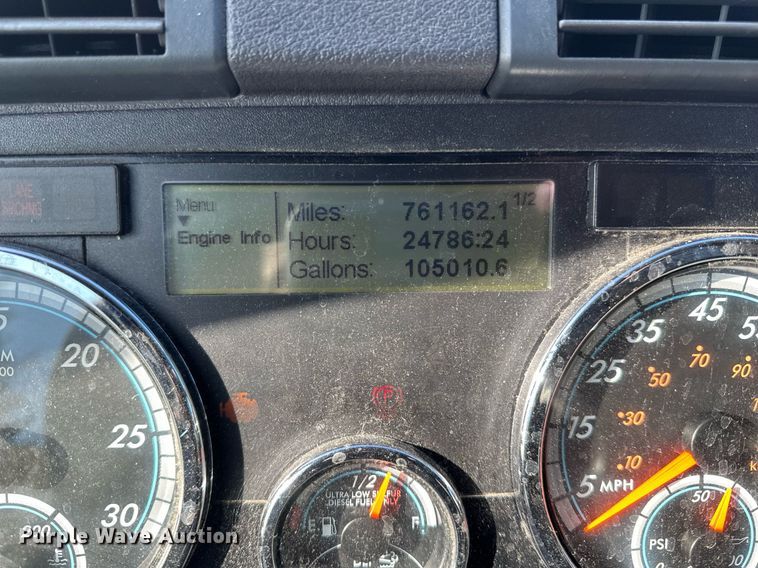 Menu
Engine Info
Miles: 761162.1 1/2
Hours: 24786:24
Gallons: 105010.6
20
25
30
5 MPH
15
25
35
45
10
30
50
70
90
1/2
ULTRA LOW SULFUR
DIESEL FUEL ONLY
E F
DEF
50
PSI
0
Purple Wave Auction